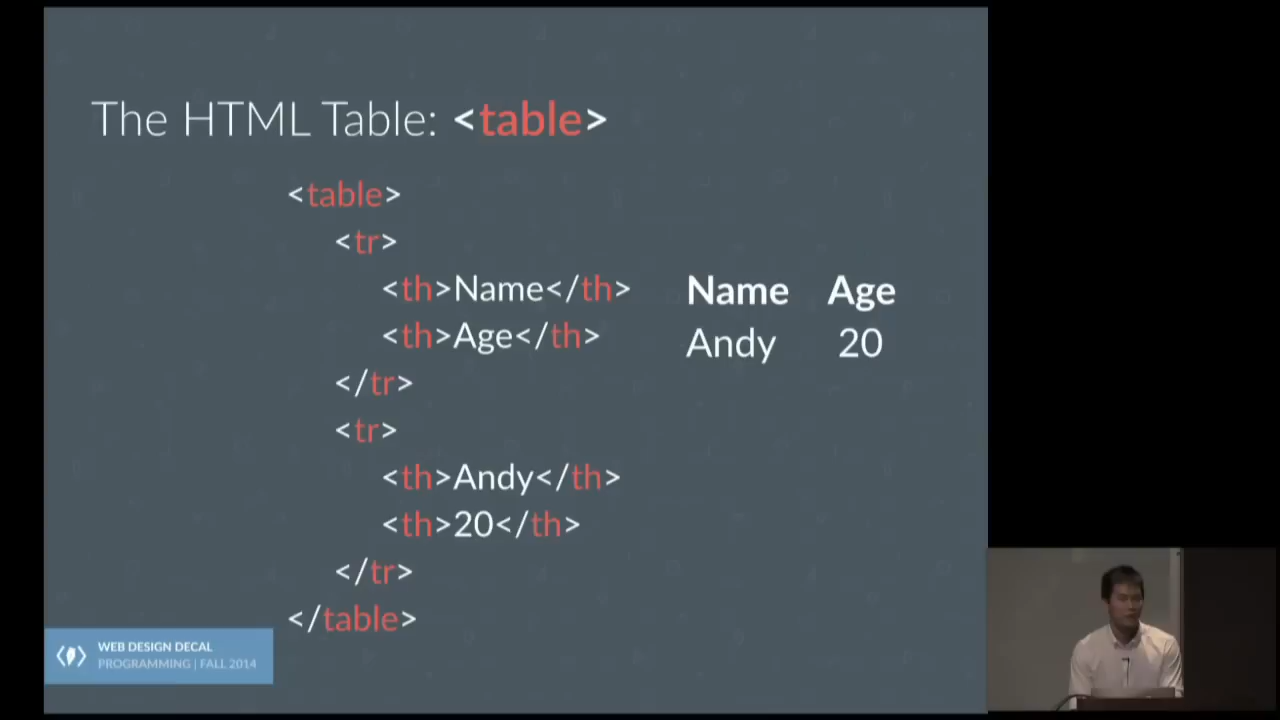 The HTML Table: <table>
<table>
<tr>
<th>Name</th>
<th>Age</th>
</tr>
<tr>
<th>Andy</th>
<th>20</th>
</tr>
</table>
Name Age
Andy 20
WEB DESIGN DECAL
PROGRAMMING | FALL 2014